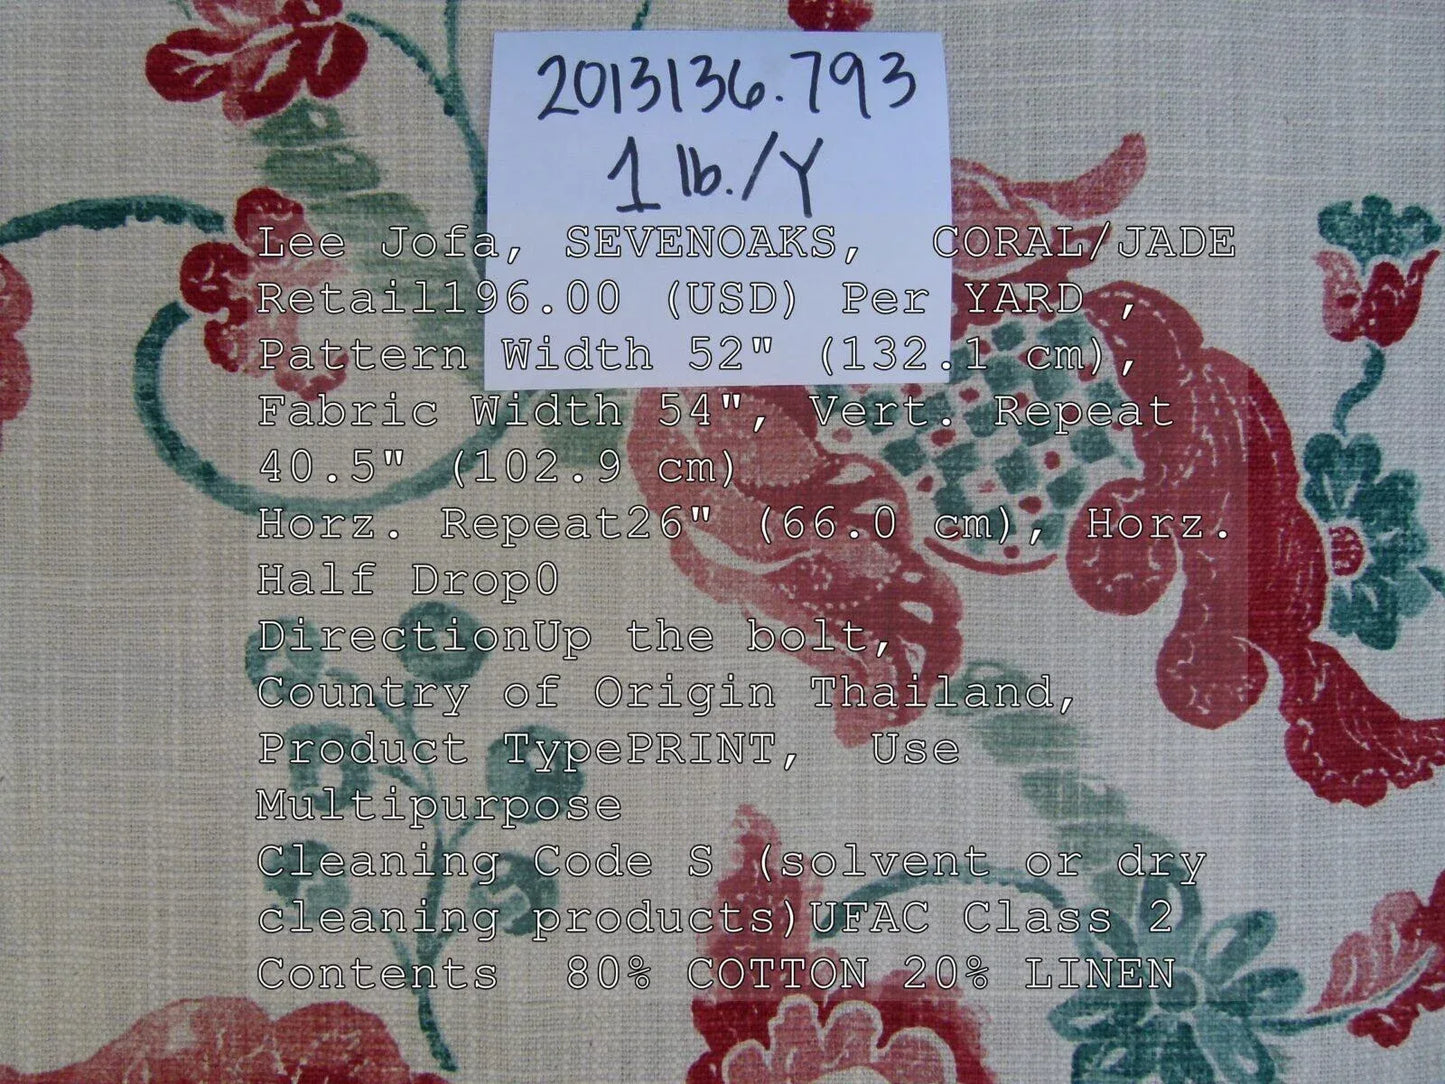 2013136.793
1 lb./Y
Lee Jofa, SEVENOAKS, CORAL/JADE
Retail196.00 (USD) Per YARD ,
Pattern Width 52" (132.1 cm),
Fabric Width 54", Vert. Repeat
40.5" (102.9 cm)
Horz. Repeat26" (66.0 cm), Horz.
Half Drop0
DirectionUp the bolt,
Country of Origin Thailand,
Product TypePRINT, Use
Multipurpose
Cleaning Code S (solvent or dry
cleaning products)UFAC Class 2
Contents 80% COTTON 20% LINEN